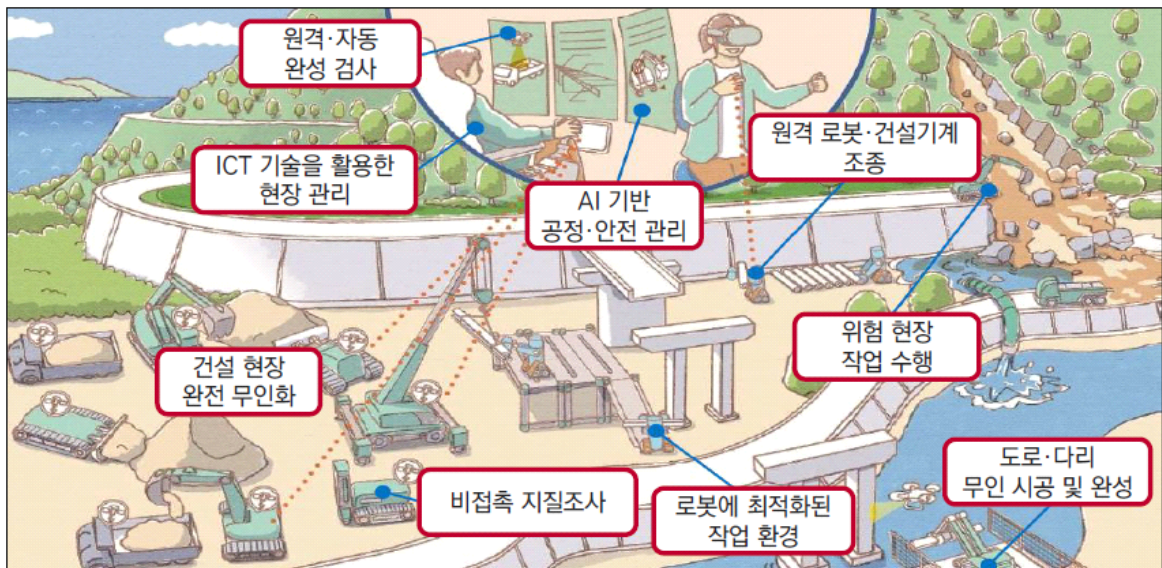 원격·자동
완성 검사
ICT 기술을 활용한
현장 관리
AI 기반
공정·안전 관리
원격 로봇·건설기계
조종
위험 현장
작업 수행
건설 현장
완전 무인화
비접촉 지질조사
로봇에 최적화된
작업 환경
도로·다리
무인 시공 및 완성